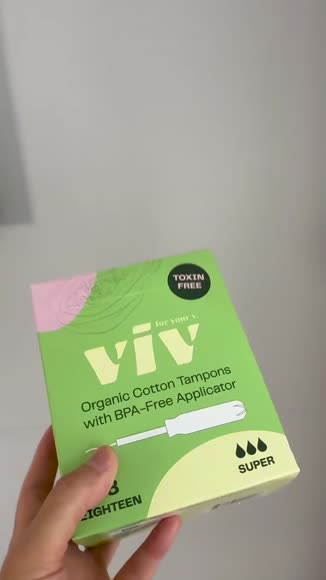 TOXIN
FREE
for your v.
viv
Organic Cotton Tampons
with BPA-Free Applicator
SUPER
EIGHTEEN